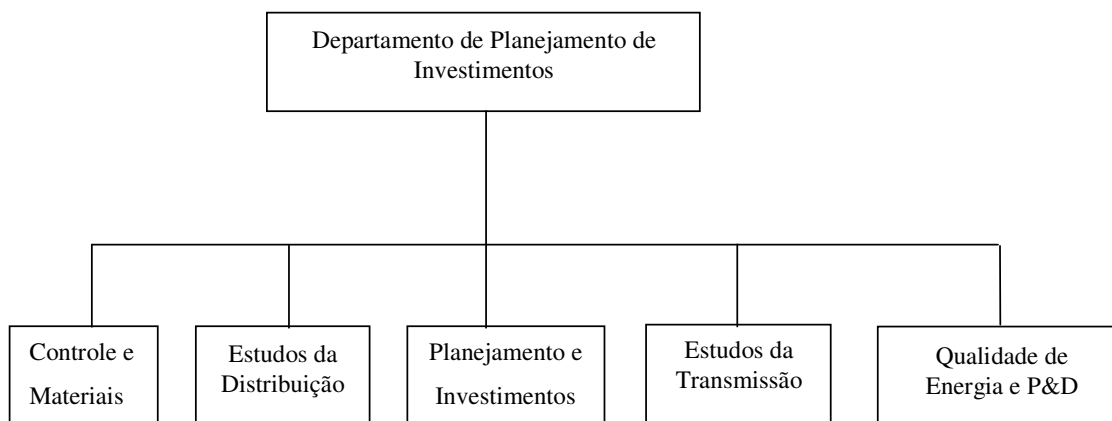 Departamento de Planejamento de
Investimentos
Controle e
Materiais
Estudos da
Distribuição
Planejamento e
Investimentos
Estudos da
Transmissão
Qualidade de
Energia e P&D